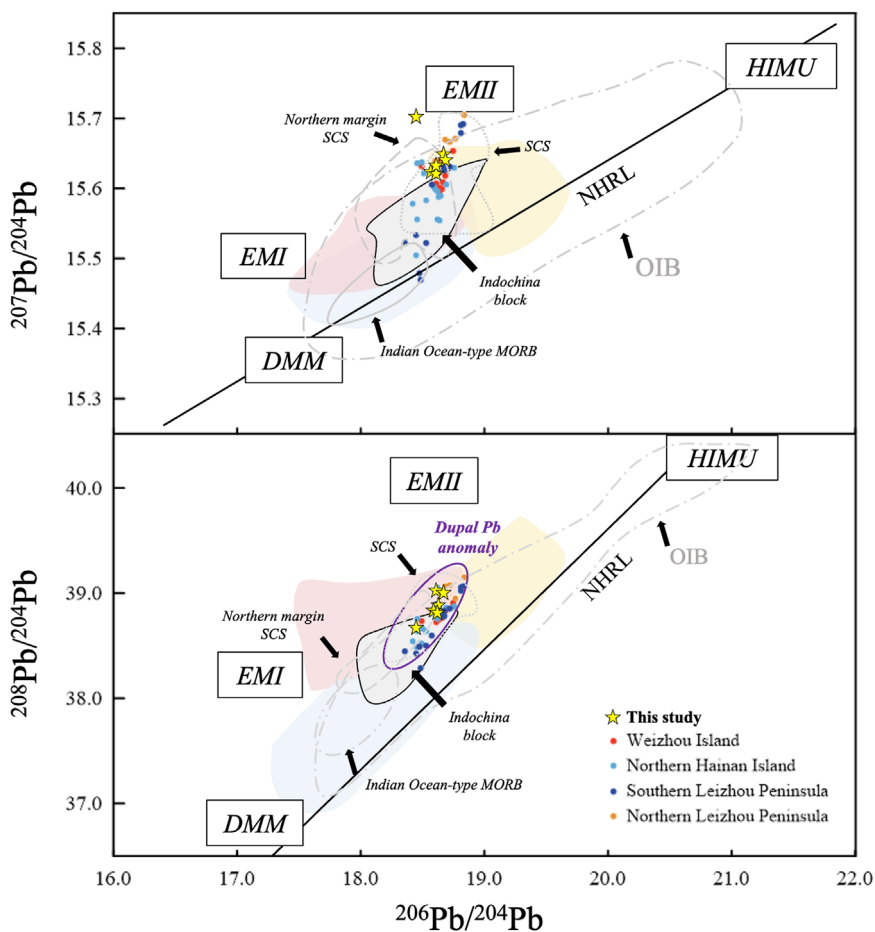 15.8
15.7
15.6
15.5
15.4
15.3
207Pb/204Pb
HIMU
EMII
Northern margin
SCS
SCS
NHRL
EMI
OIB
Indochina
block
DMM
Indian Ocean-type MORB
40.0
39.0
38.0
37.0
208Pb/204Pb
HIMU
EMII
Dupal Pb
anomaly
SCS
OIB
NHRL
Northern margin
SCS
EMI
Indochina
block
Indian Ocean-type MORB
DMM
This study
Weizhou Island
Northern Hainan Island
Southern Leizhou Peninsula
Northern Leizhou Peninsula
16.0 17.0 18.0 19.0 20.0 21.0 22.0
206Pb/204Pb